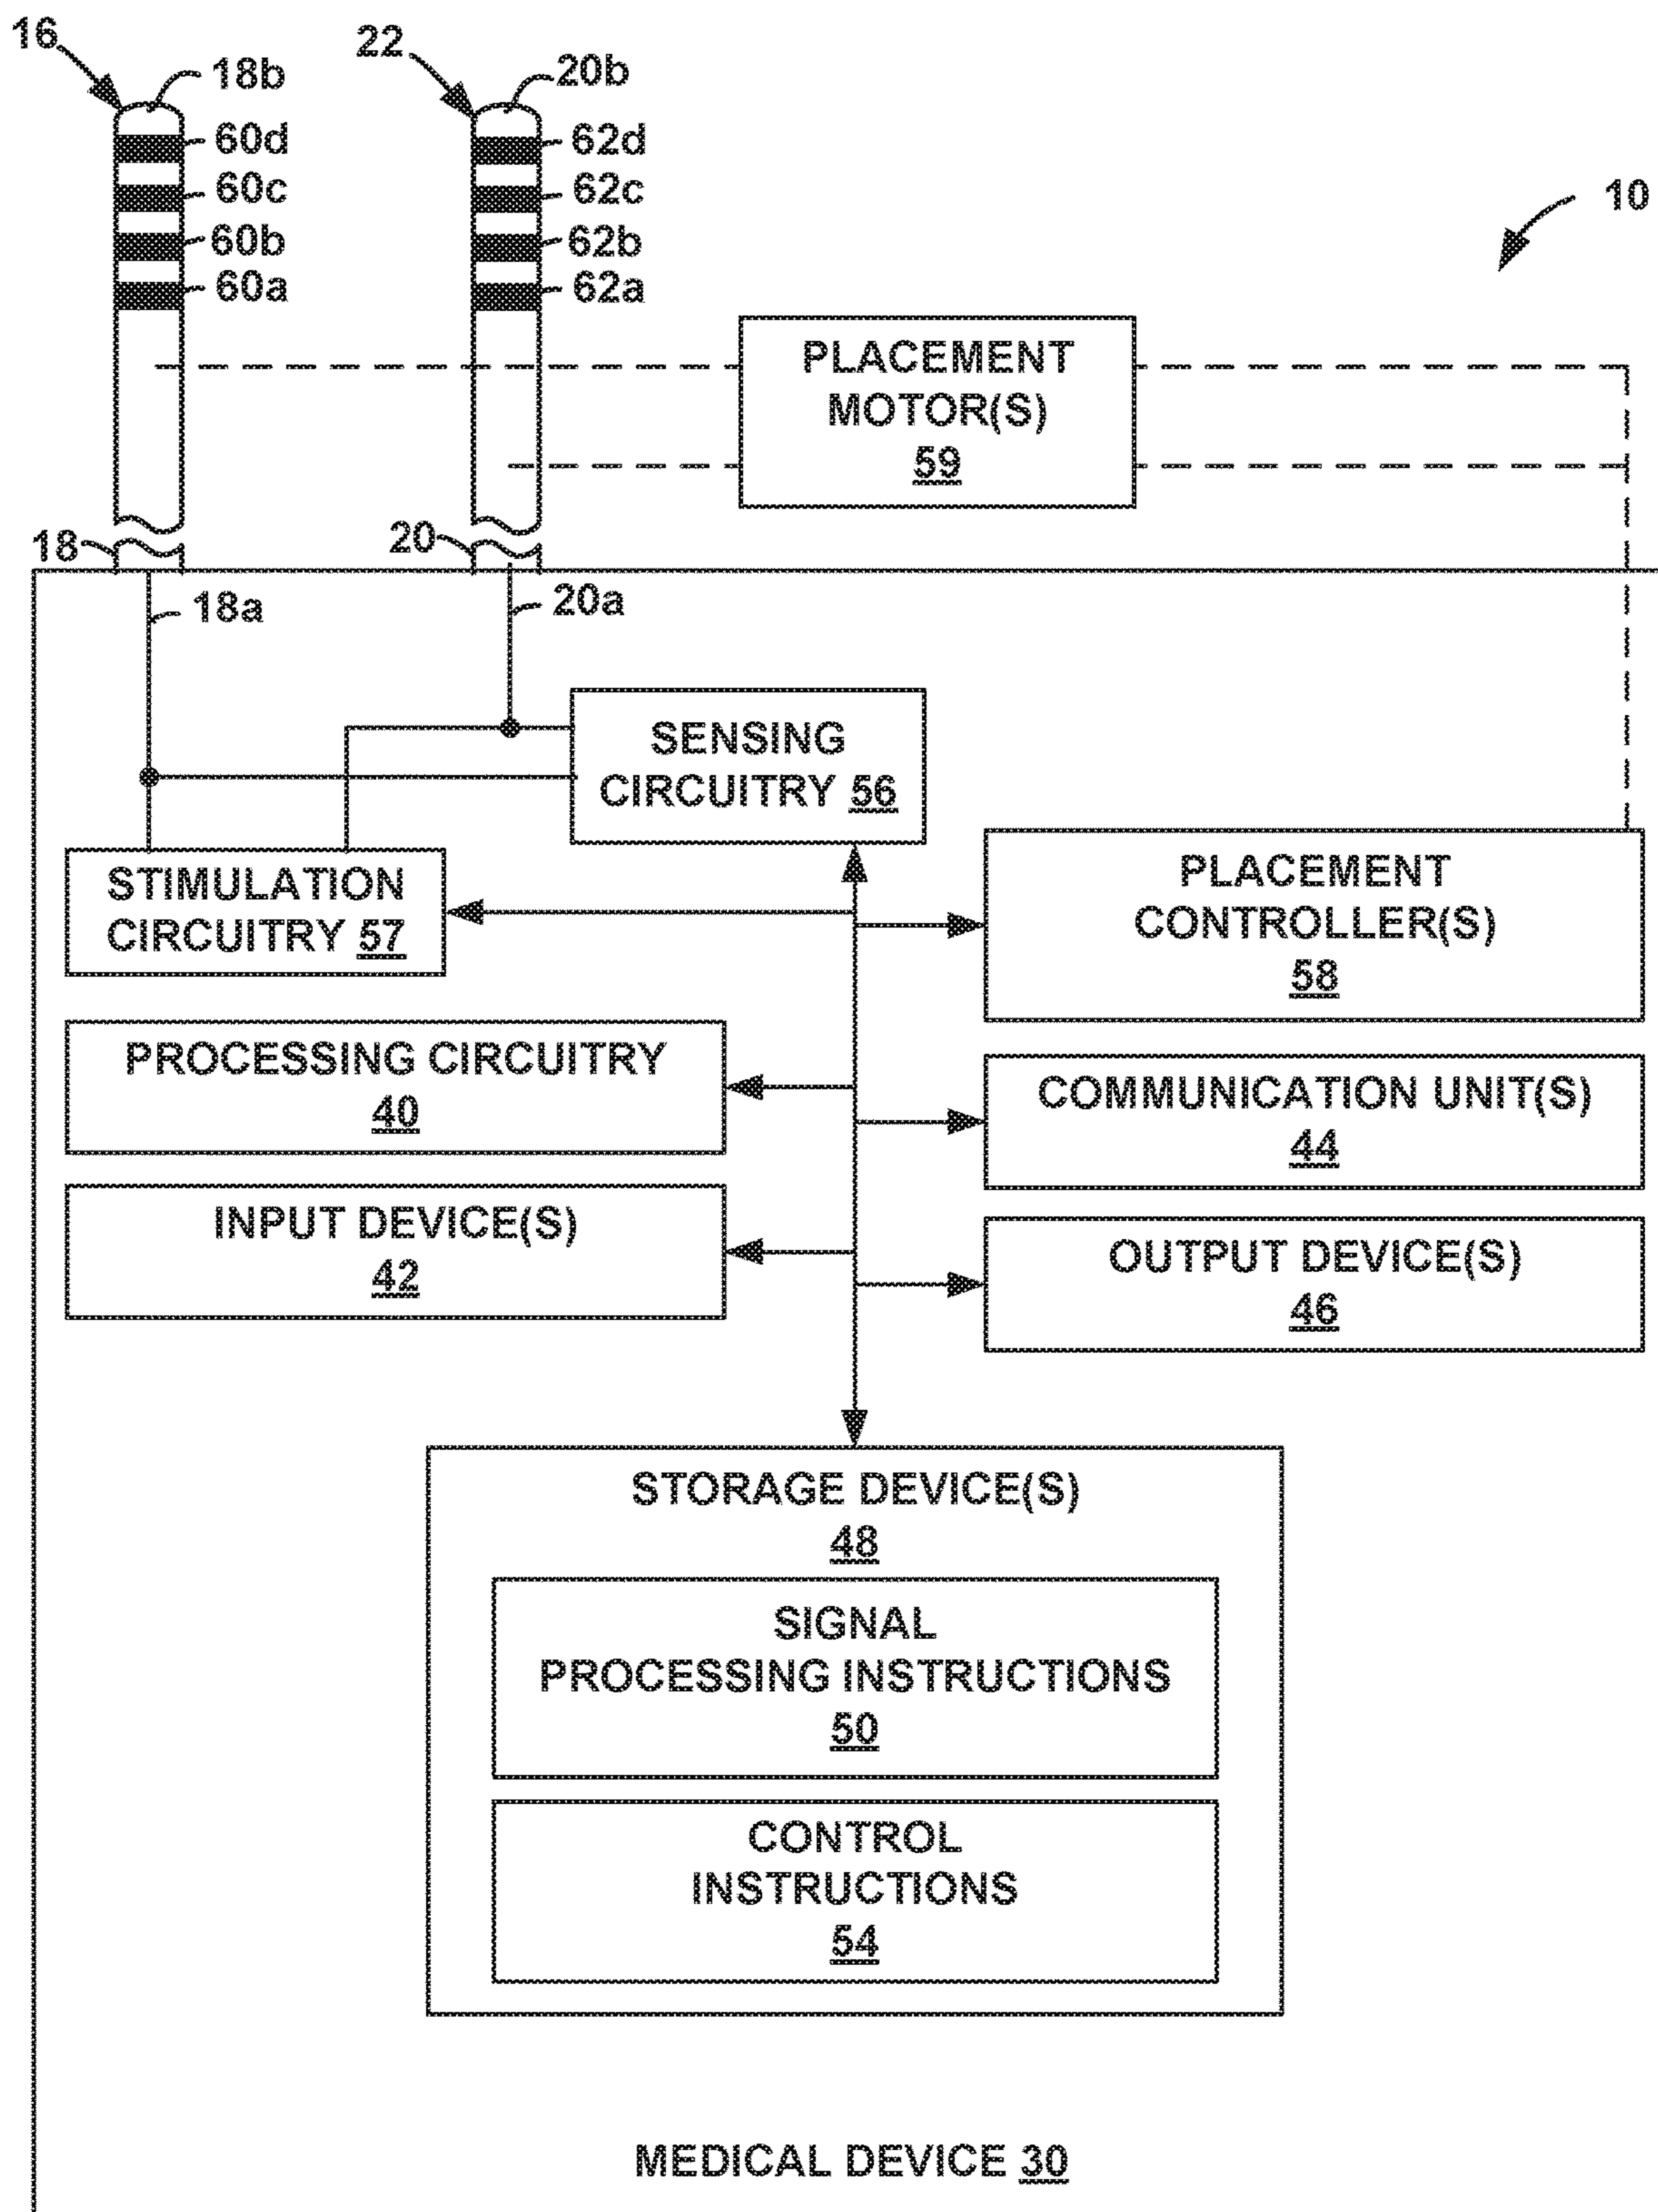 16
18b
22
20b
60d
62d
60c
62c
10
60b
62b
60a
62a
PLACEMENT
MOTOR(S)
59
18
20
18a
20a
SENSING
CIRCUITRY 56
STIMULATION
CIRCUITRY 57
PLACEMENT
CONTROLLER(S)
58
PROCESSING CIRCUITRY
40
COMMUNICATION UNIT(S)
44
INPUT DEVICE(S)
42
OUTPUT DEVICE(S)
46
STORAGE DEVICE(S)
48
SIGNAL
PROCESSING INSTRUCTIONS
50
CONTROL
INSTRUCTIONS
54
MEDICAL DEVICE 30